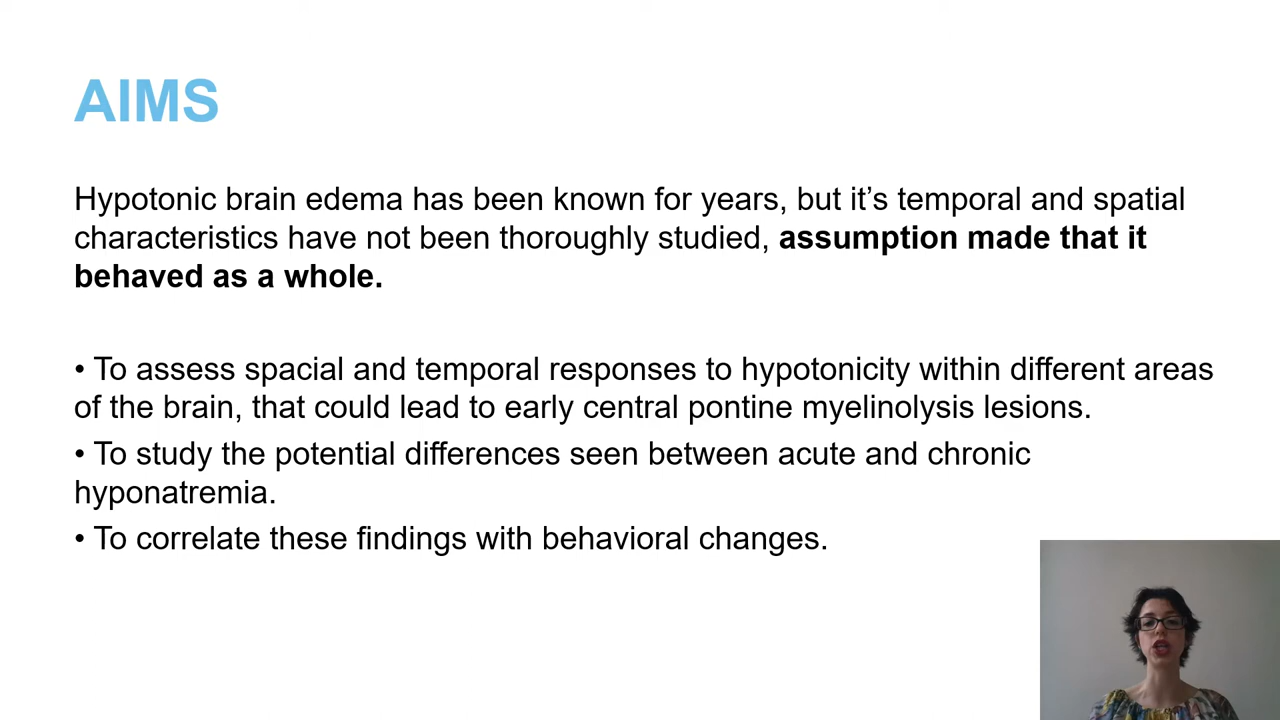 AIMS
Hypotonic brain edema has been known for years, but it’s temporal and spatial
characteristics have not been thoroughly studied, assumption made that it
behaved as a whole.
• To assess spacial and temporal responses to hypotonicity within different areas
of the brain, that could lead to early central pontine myelinolysis lesions.
• To study the potential differences seen between acute and chronic
hyponatremia.
• To correlate these findings with behavioral changes.